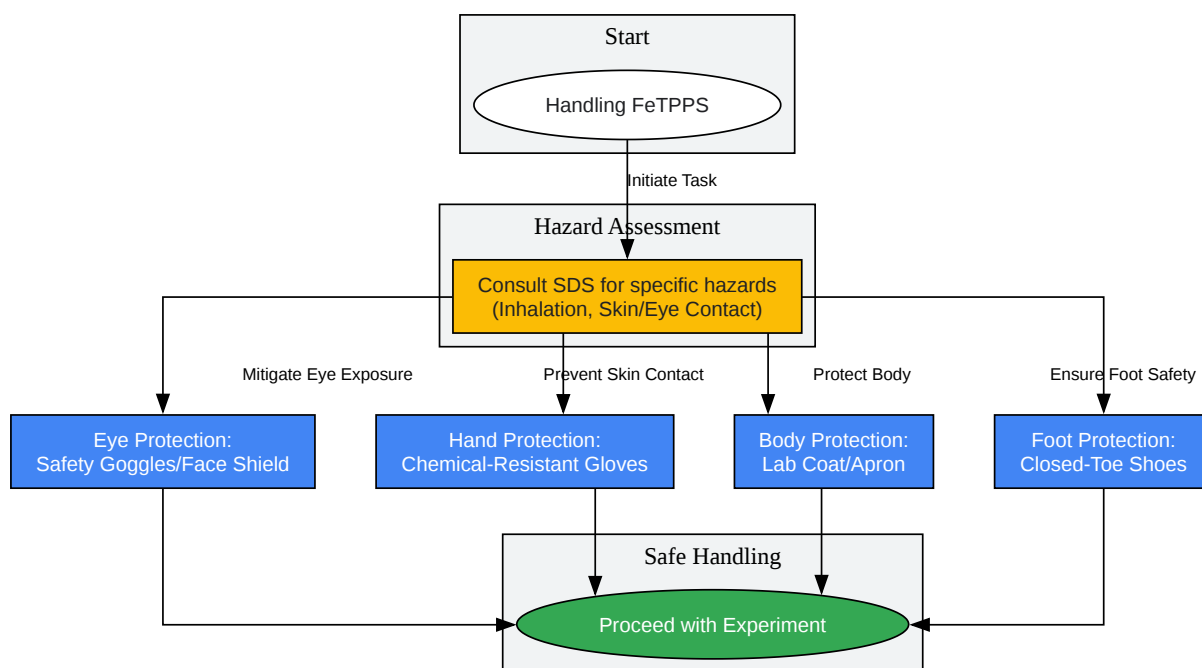 Start
Handling FeTPPS
Initiate Task
Hazard Assessment
Consult SDS for specific hazards
(Inhalation, Skin/Eye Contact)
Mitigate Eye Exposure
Prevent Skin Contact
Protect Body
Ensure Foot Safety
Eye Protection:
Safety Goggles/Face Shield
Hand Protection:
Chemical-Resistant Gloves
Body Protection:
Lab Coat/Apron
Foot Protection:
Closed-Toe Shoes
Safe Handling
Proceed with Experiment